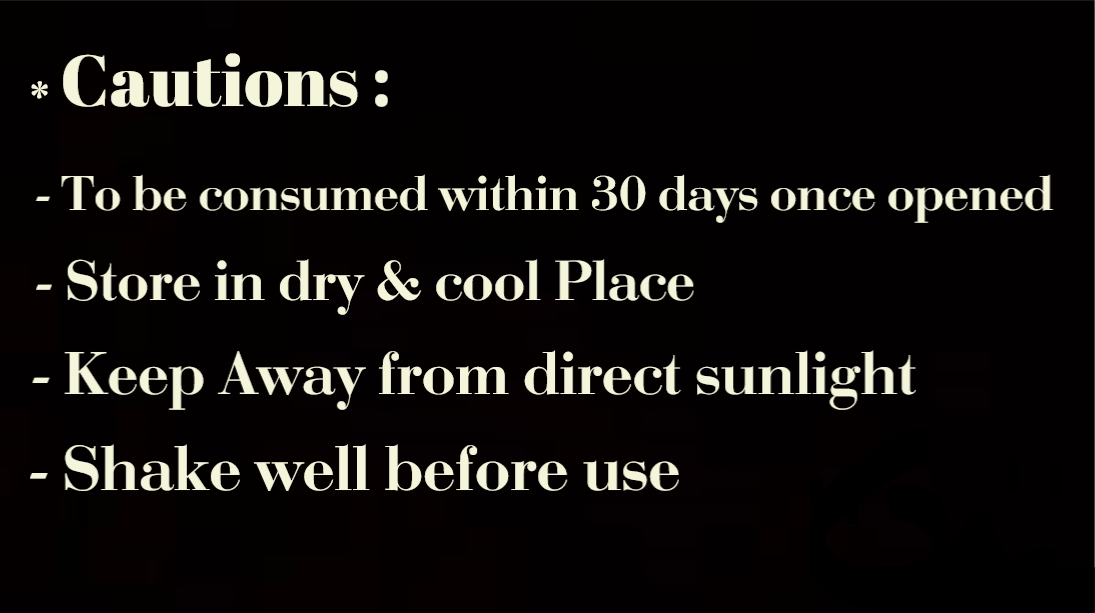 * Cautions :
- To be consumed within 30 days once opened
- Store in dry & cool Place
- Keep Away from direct sunlight
- Shake well before use